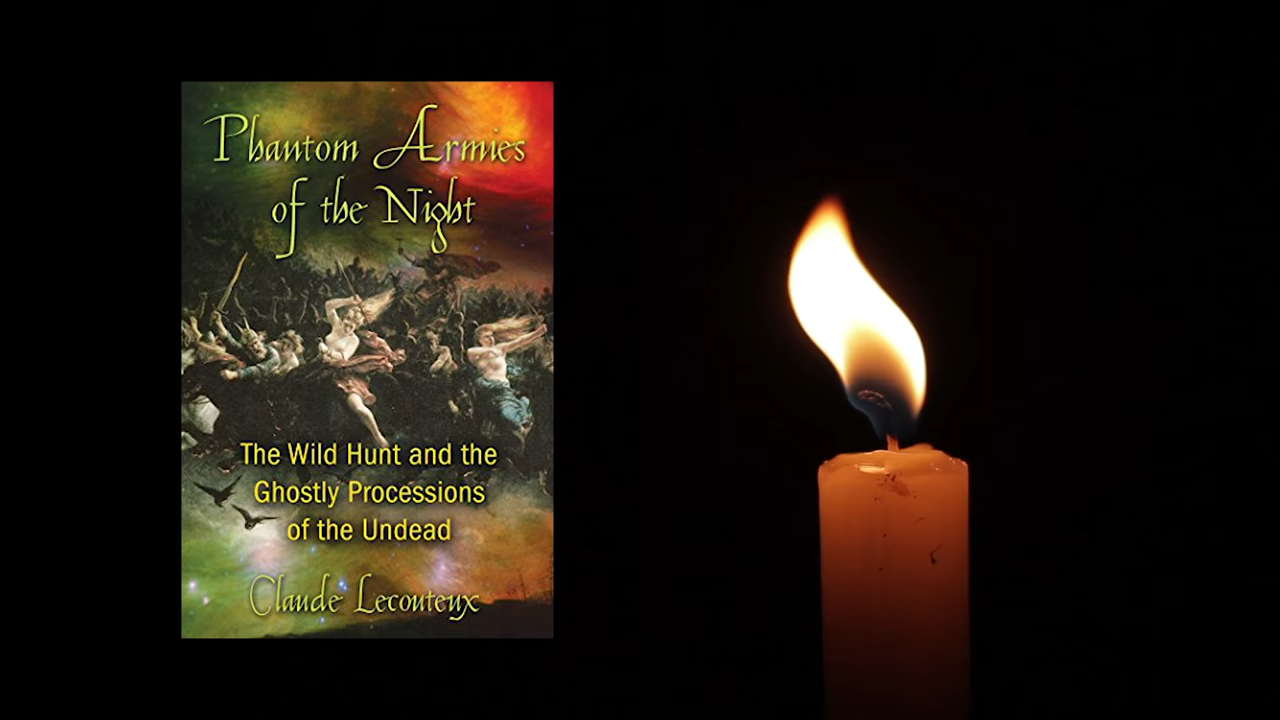 Phantom Armies
of the Night
The Wild Hunt and the
Ghostly Processions
of the Undead
Claude Lecouteux